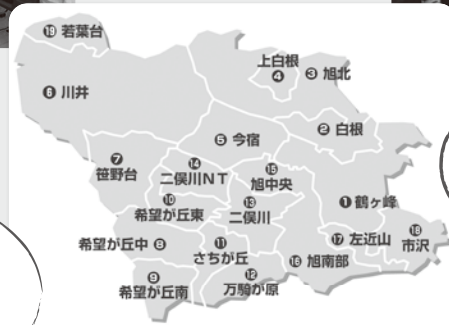 ⑲ 若葉台
上白根
④
③ 旭北
⑥ 川井
② 白根
⑤ 今宿
⑦
笹野台
⑭
二俣川NT
⑮
旭中央
⑩
希望が丘東
⑬
二俣川
① 鶴ヶ峰
希望が丘中 ⑧
⑪
さちが丘
⑰ 左近山
⑱
市沢
⑨
希望が丘南
⑫
万騎が原
⑯ 旭南部